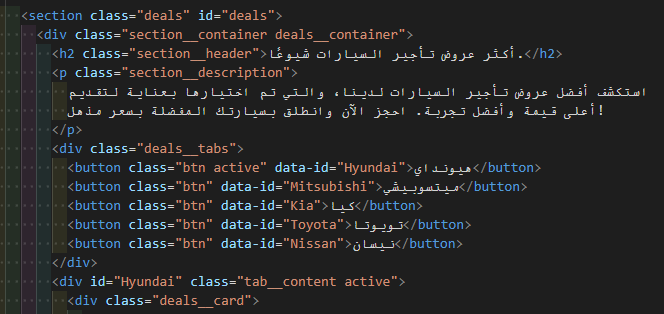 <section class="deals" id="deals">
<div class="section__container deals__container">
<h2 class="section__header">أكثر عروض تأجير السيارات شيوعًا.</h2>
<p class="section__description">
استكشف أفضل عروض تأجير السيارات لدينا، والتي تم اختيارها بعناية لتقديم
أعلى قيمة وأفضل تجربة. احجز الآن وانطلق بسيارتك المفضلة بسعر مذهل!
</p>
<div class="deals__tabs">
<button class="btn active" data-id="Hyundai">هيونداي</button>
<button class="btn" data-id="Mitsubishi">ميتسوبيشي</button>
<button class="btn" data-id="Kia">كيا</button>
<button class="btn" data-id="Toyota">تويوتا</button>
<button class="btn" data-id="Nissan">نيسان</button>
</div>
<div id="Hyundai" class="tab__content active">
<div class="deals__card">